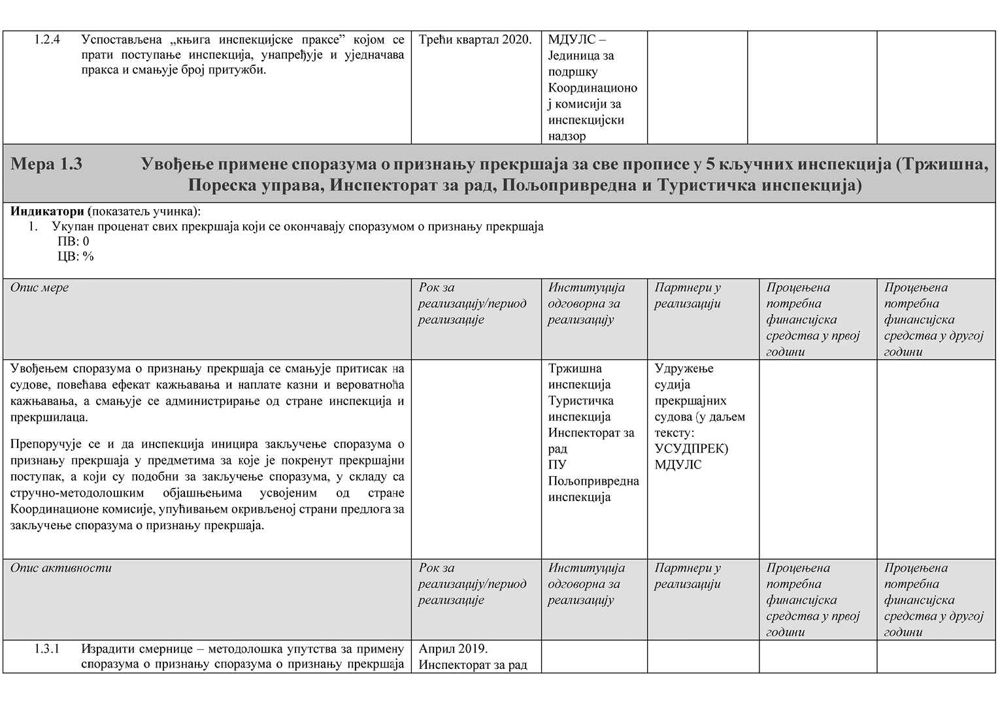 1.2.4 Успостављена „књига инспекцијске праксе” којом се
прати поступање инспекција, унапређује и уједначава
пракса и смањује број притужби.
Трећи квартал 2020.
МДУЛС –
Јединица за
подршку
Координационо
ј комисији за
инспекцијски
надзор
Мера 1.3 Увођење примене споразума о признању прекршаја за све прописе у 5 кључних инспекција (Тржишна,
Пореска управа, Инспекторат за рад, Пољопривредна и Туристичка инспекција)
Индикатори (показатељ учинка):
1. Укупан проценат свих прекршаја који се окончавају споразумом о признању прекршаја
ПВ: 0
ЦВ: %
Опис мере
Рок за
реализацију/период
реализације
Институција
одговорна за
реализацију
Партнери у
реализацији
Процењена
потребна
финансијска
средства у првој
години
Процењена
потребна
финансијска
средства у другој
години
Увођењем споразума о признању прекршаја се смањује притисак на
судове, повећава ефекат кажњавања и наплате казни и вероватноћа
кажњавања, а смањује се администрирање од стране инспекција и
прекршилаца.
Препоручује се и да инспекција иницира закључење споразума о
признању прекршаја у предметима за које је покренут прекршајни
поступак, а који су подобни за закључење споразума, у складу са
стручно-методолошким објашњењима усвојеним од стране
Координационе комисије, упућивањем окривљеној страни предлога за
закључење споразума о признању прекршаја.
Тржишна
инспекција
Туристичка
инспекција
Инспекторат за
рад
ПУ
Пољопривредна
инспекција
Удружење
судија
прекршајних
судова (у даљем
тексту:
УСУДПРЕК)
МДУЛС
Опис активности
Рок за
реализацију/период
реализације
Институција
одговорна за
реализацију
Партнери у
реализацији
Процењена
потребна
финансијска
средства у првој
години
Процењена
потребна
финансијска
средства у другој
години
1.3.1 Израдити смернице – методолошка упутства за примену
споразума о признању споразума о признању прекршаја
Април 2019.
Инспекторат за рад